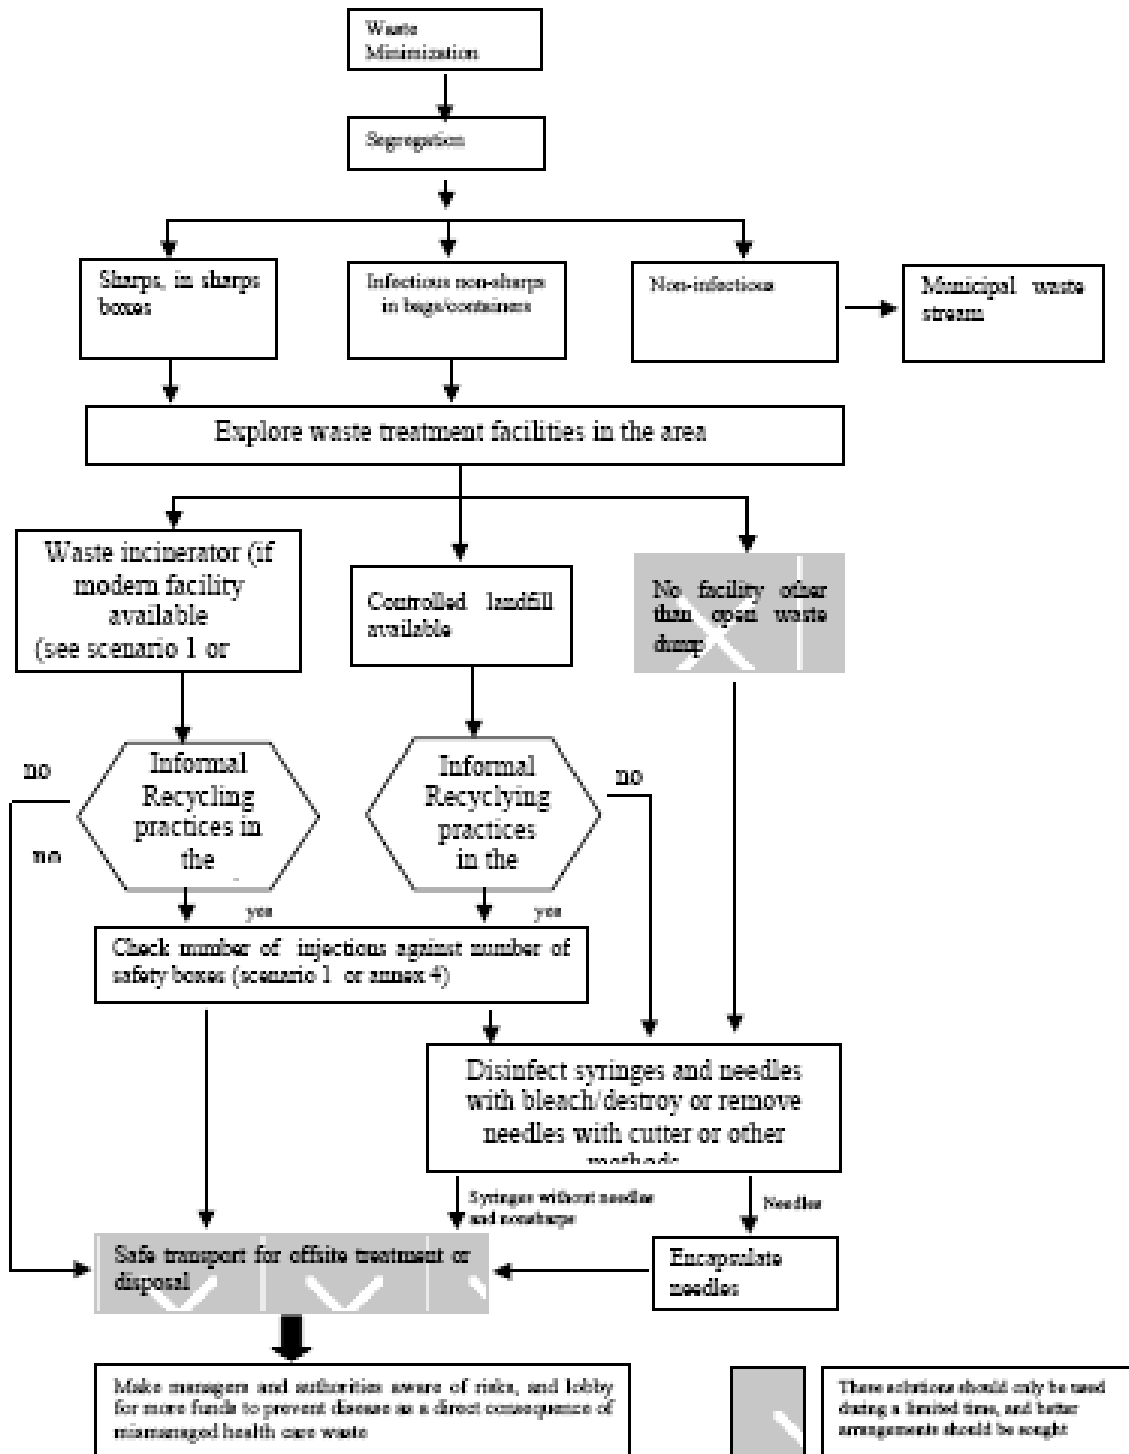 Waste
Minimization
Segregation
Sharps, in sharps
boxes
Infectious non-sharps
in bags/containers
Non-infectious
Municipal waste
stream
Explore waste treatment facilities in the area
Waste incinerator (if
modern facility
available
(see scenario 1 or
Controlled landfill
available
No facility other
than open waste
dump
no
no
Informal
Recycling
practices in
the
Informal
Recyclying
practices
in the
no
yes
yes
Check number of injections against number of
safety boxes (scenario 1 or annex 4)
Disinfect syringes and needles
with bleach/destroy or remove
needles with cutter or other
methods
Syringes without needles
and nonsharps
Needles
Safe transport for offsite treatment or
disposal
Encapsulate
needles
Make managers and authorities aware of risks, and lobby
for more funds to prevent disease as a direct consequence of
mismanaged health care waste
These solutions should only be used
during a limited time, and better
arrangements should be sought